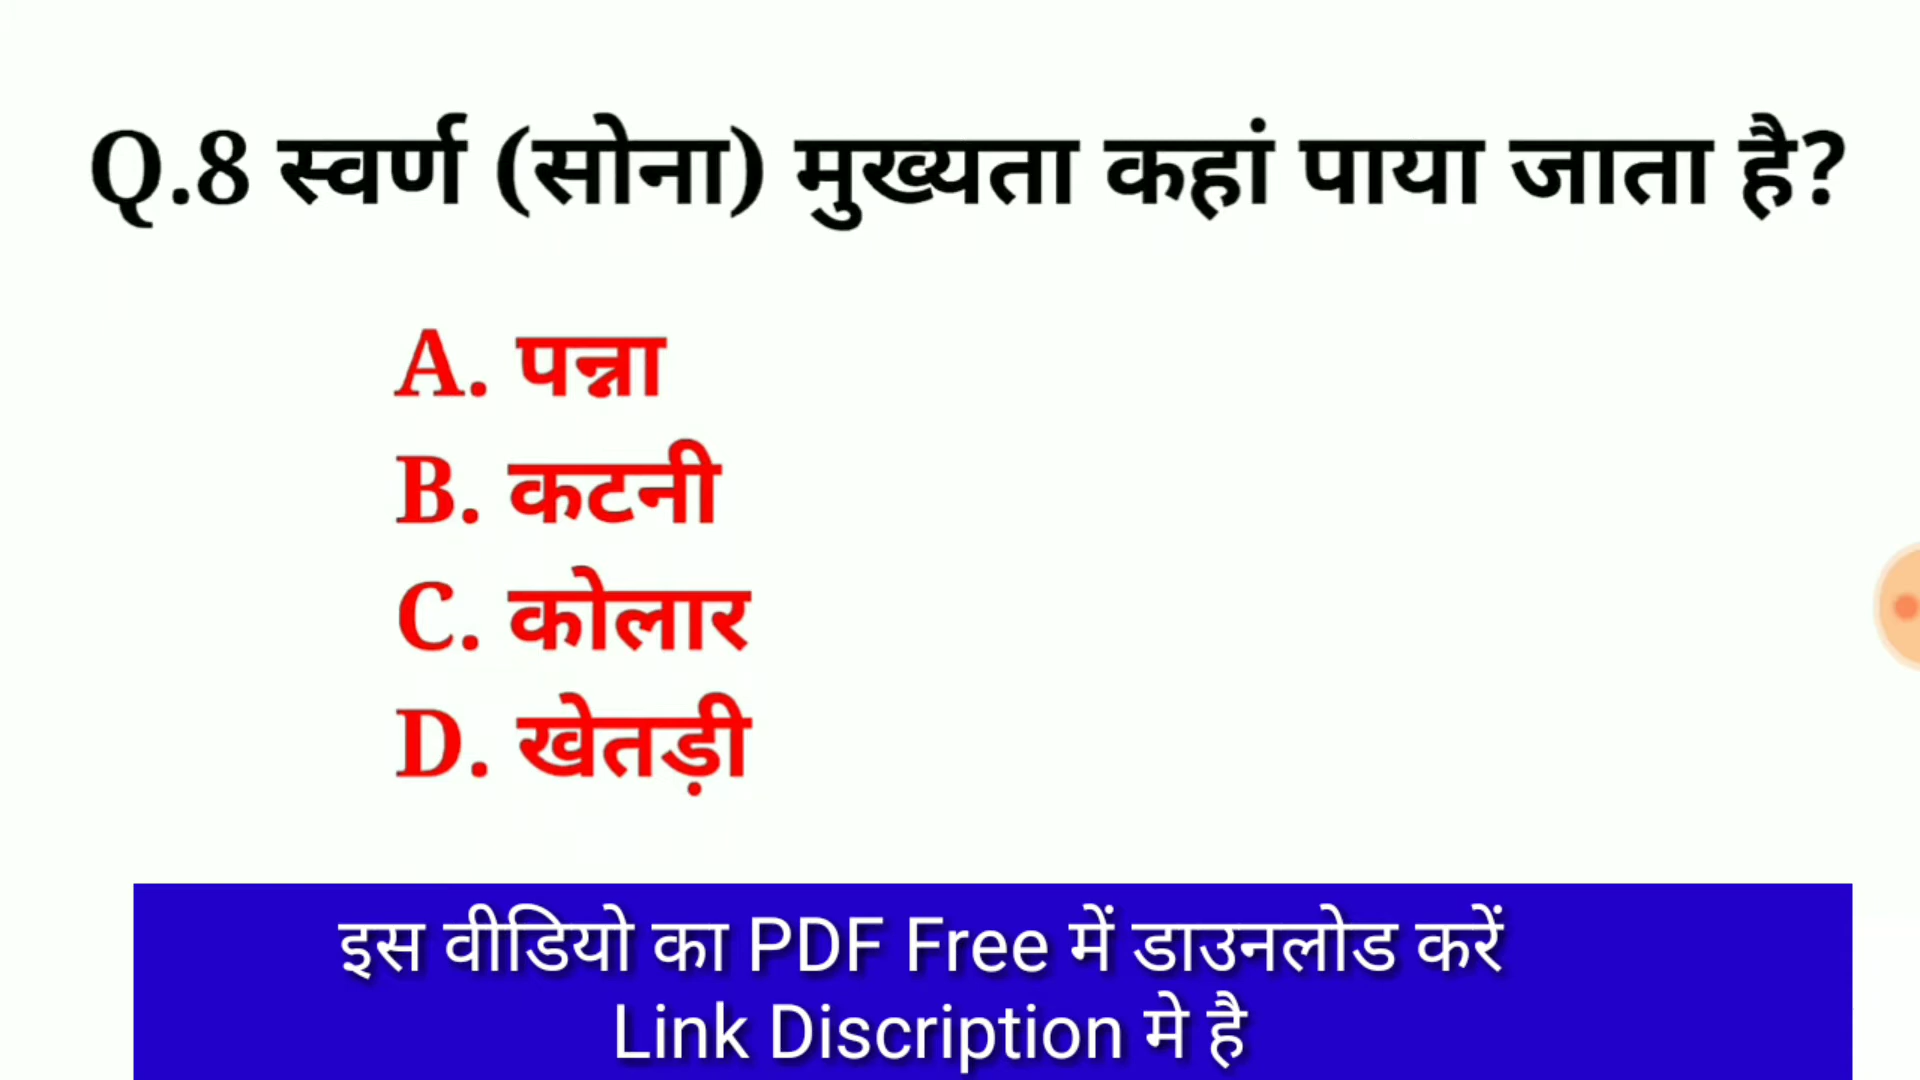 Q.8 स्वर्ण (सोना) मुख्यता कहां पाया जाता है?
A. पन्ना
B. कटनी
C. कोलार
D. खेतड़ी
इस वीडियो का PDF Free में डाउनलोड करें
Link Discription मे है